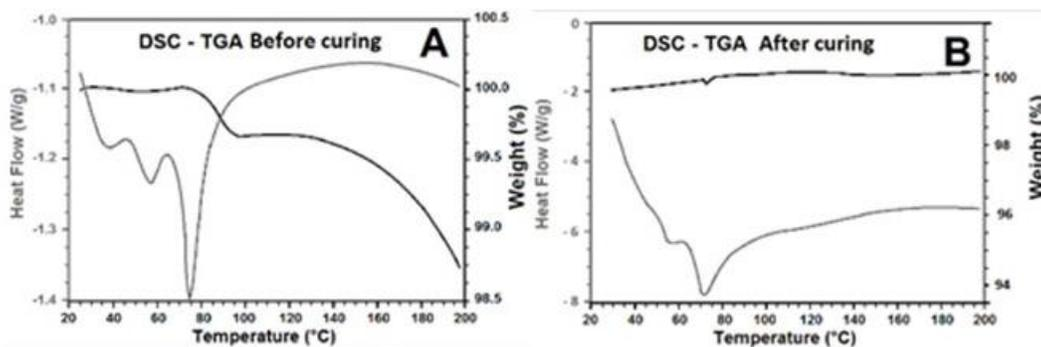 DSC - TGA Before curing
A
Heat Flow (W/g)
-1.0
-1.1
-1.2
-1.3
-1.4
100.5
100.0
99.5
99.0
98.5
Weight (%)
20 40 60 80 100 120 140 160 180 200
Temperature (°C)
DSC - TGA After curing
B
Heat Flow (W/g)
0
-2
-4
-6
-8
100
98
96
94
Weight (%)
20 40 60 80 100 120 140 160 180 200
Temperature (°C)